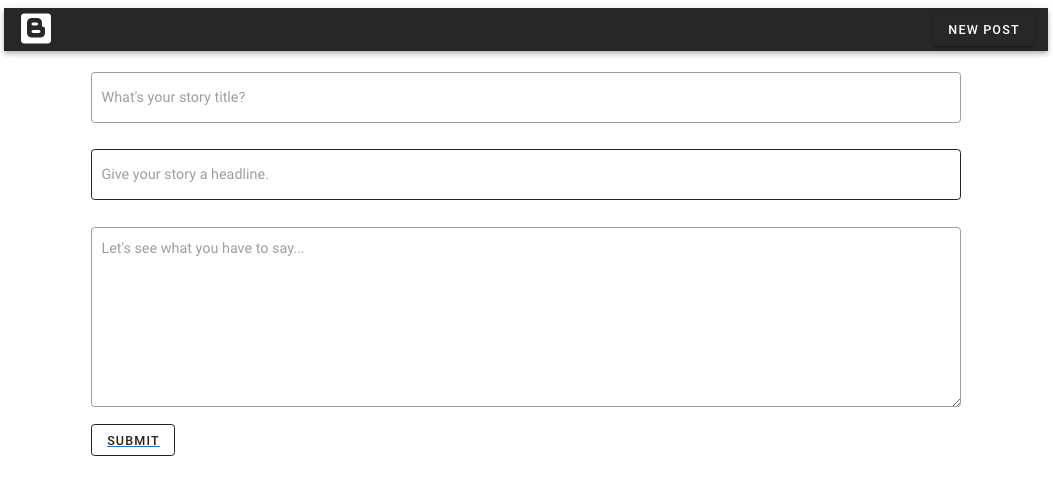 NEW POST
What's your story title?
Give your story a headline.
Let's see what you have to say...
SUBMIT